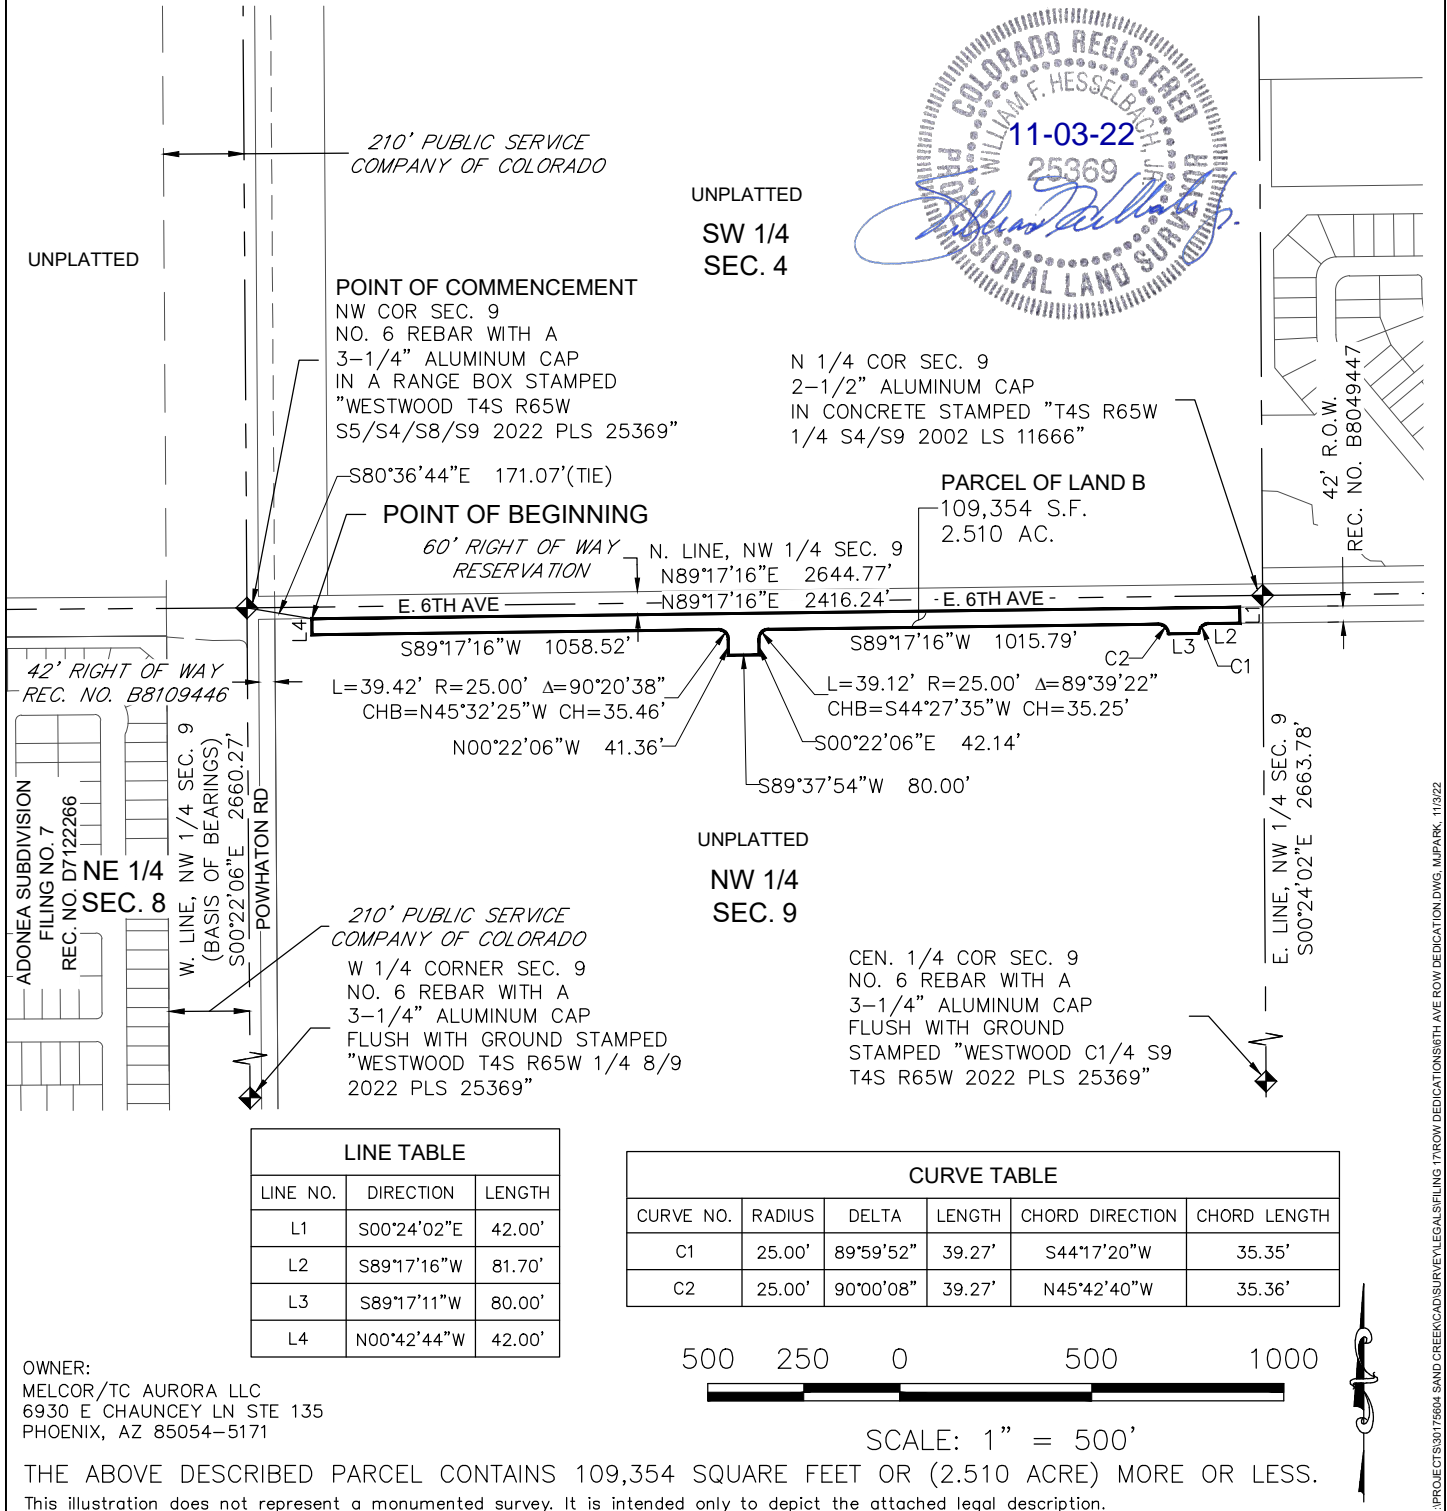 COLORADO REGISTERED
WILLIAM F. HESSELBACH JR.
11-03-22
25369
PROFESSIONAL LAND SURVEYOR
210' PUBLIC SERVICE
COMPANY OF COLORADO
UNPLATTED
SW 1/4
SEC. 4
UNPLATTED
POINT OF COMMENCEMENT
NW COR SEC. 9
NO. 6 REBAR WITH A
3-1/4" ALUMINUM CAP
IN A RANGE BOX STAMPED
"WESTWOOD T4S R65W
S5/S4/S8/S9 2022 PLS 25369"
N 1/4 COR SEC. 9
2-1/2" ALUMINUM CAP
IN CONCRETE STAMPED "T4S R65W
1/4 S4/S9 2002 LS 11666"
42' R.O.W.
REC. NO. B8049447
S80°36'44"E 171.07'(TIE)
POINT OF BEGINNING
PARCEL OF LAND B
109,354 S.F.
2.510 AC.
60' RIGHT OF WAY
RESERVATION
N. LINE, NW 1/4 SEC. 9
N89°17'16"E 2644.77'
E. 6TH AVE
N89°17'16"E 2416.24'
E. 6TH AVE
L4
L1
S89°17'16"W 1058.52'
S89°17'16"W 1015.79'
C2
L3
L2
C1
42' RIGHT OF WAY
REC. NO. B8109446
L=39.42' R=25.00' Δ=90°20'38"
CHB=N45°32'25"W CH=35.46'
L=39.12' R=25.00' Δ=89°39'22"
CHB=S44°27'35"W CH=35.25'
N00°22'06"W 41.36'
S00°22'06"E 42.14'
S89°37'54"W 80.00'
ADONEA SUBDIVISION
FILING NO. 7
REC. NO. D7122266
NE 1/4
SEC. 8
W. LINE, NW 1/4 SEC. 9
(BASIS OF BEARINGS)
S00°22'06"E 2660.27'
POWHATON RD
UNPLATTED
NW 1/4
SEC. 9
E. LINE, NW 1/4 SEC. 9
S00°24'02"E 2663.78'
210' PUBLIC SERVICE
COMPANY OF COLORADO
W 1/4 CORNER SEC. 9
NO. 6 REBAR WITH A
3-1/4" ALUMINUM CAP
FLUSH WITH GROUND STAMPED
"WESTWOOD T4S R65W 1/4 8/9
2022 PLS 25369"
CEN. 1/4 COR SEC. 9
NO. 6 REBAR WITH A
3-1/4" ALUMINUM CAP
FLUSH WITH GROUND
STAMPED "WESTWOOD C1/4 S9
T4S R65W 2022 PLS 25369"
LINE TABLE
LINE NO. DIRECTION LENGTH
L1 S00°24'02"E 42.00'
L2 S89°17'16"W 81.70'
L3 S89°17'11"W 80.00'
L4 N00°42'44"W 42.00'
CURVE TABLE
CURVE NO. RADIUS DELTA LENGTH CHORD DIRECTION CHORD LENGTH
C1 25.00' 89°59'52" 39.27' S44°17'20"W 35.35'
C2 25.00' 90°00'08" 39.27' N45°42'40"W 35.36'
OWNER:
MELCOR/TC AURORA LLC
6930 E CHAUNCEY LN STE 135
PHOENIX, AZ 85054-5171
500 250 0 500 1000
SCALE: 1" = 500'
THE ABOVE DESCRIBED PARCEL CONTAINS 109,354 SQUARE FEET OR (2.510 ACRE) MORE OR LESS.
This illustration does not represent a monumented survey. It is intended only to depict the attached legal description.
:\PROJECTS\30175604 SAND CREEK\CAD\SURVEY\LEGALS\FILING 17\ROW DEDICATIONS\6TH AVE ROW DEDICATION.DWG, MJPARK, 11/3/22